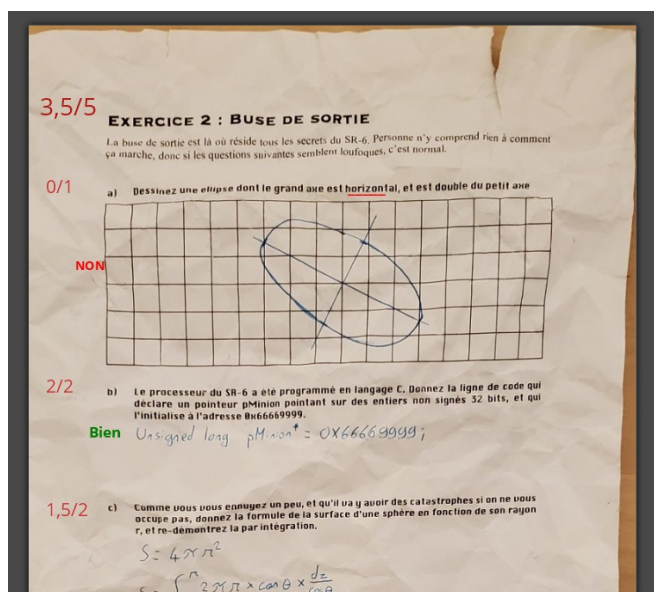 3,5/5
EXERCICE 2 : BUSE DE SORTIE
La buse de sortie est là où réside tous les secrets du SR-6. Personne n'y comprend rien à comment
ça marche, donc si les questions suivantes semblent loufoques, c'est normal.
0/1
a) Dessinez une ellipse dont le grand axe est horizontal, et est double du petit axe
NON
2/2
b) Le processeur du SR-6 a été programmé en langage C. Donnez la ligne de code qui
déclare un pointeur pMinion pointant sur des entiers non signés 32 bits, et qui
l'initialise à l'adresse 0x66669999.
Bien Unsigned long pMinion* = 0X66669999;
1,5/2
c) Comme vous vous ennuyez un peu, et qu'il va y avoir des catastrophes si on ne vous
occupe pas, donnez la formule de la surface d'une sphère en fonction de son rayon
r, et re-démontrez la par intégration.
S = 4πr²